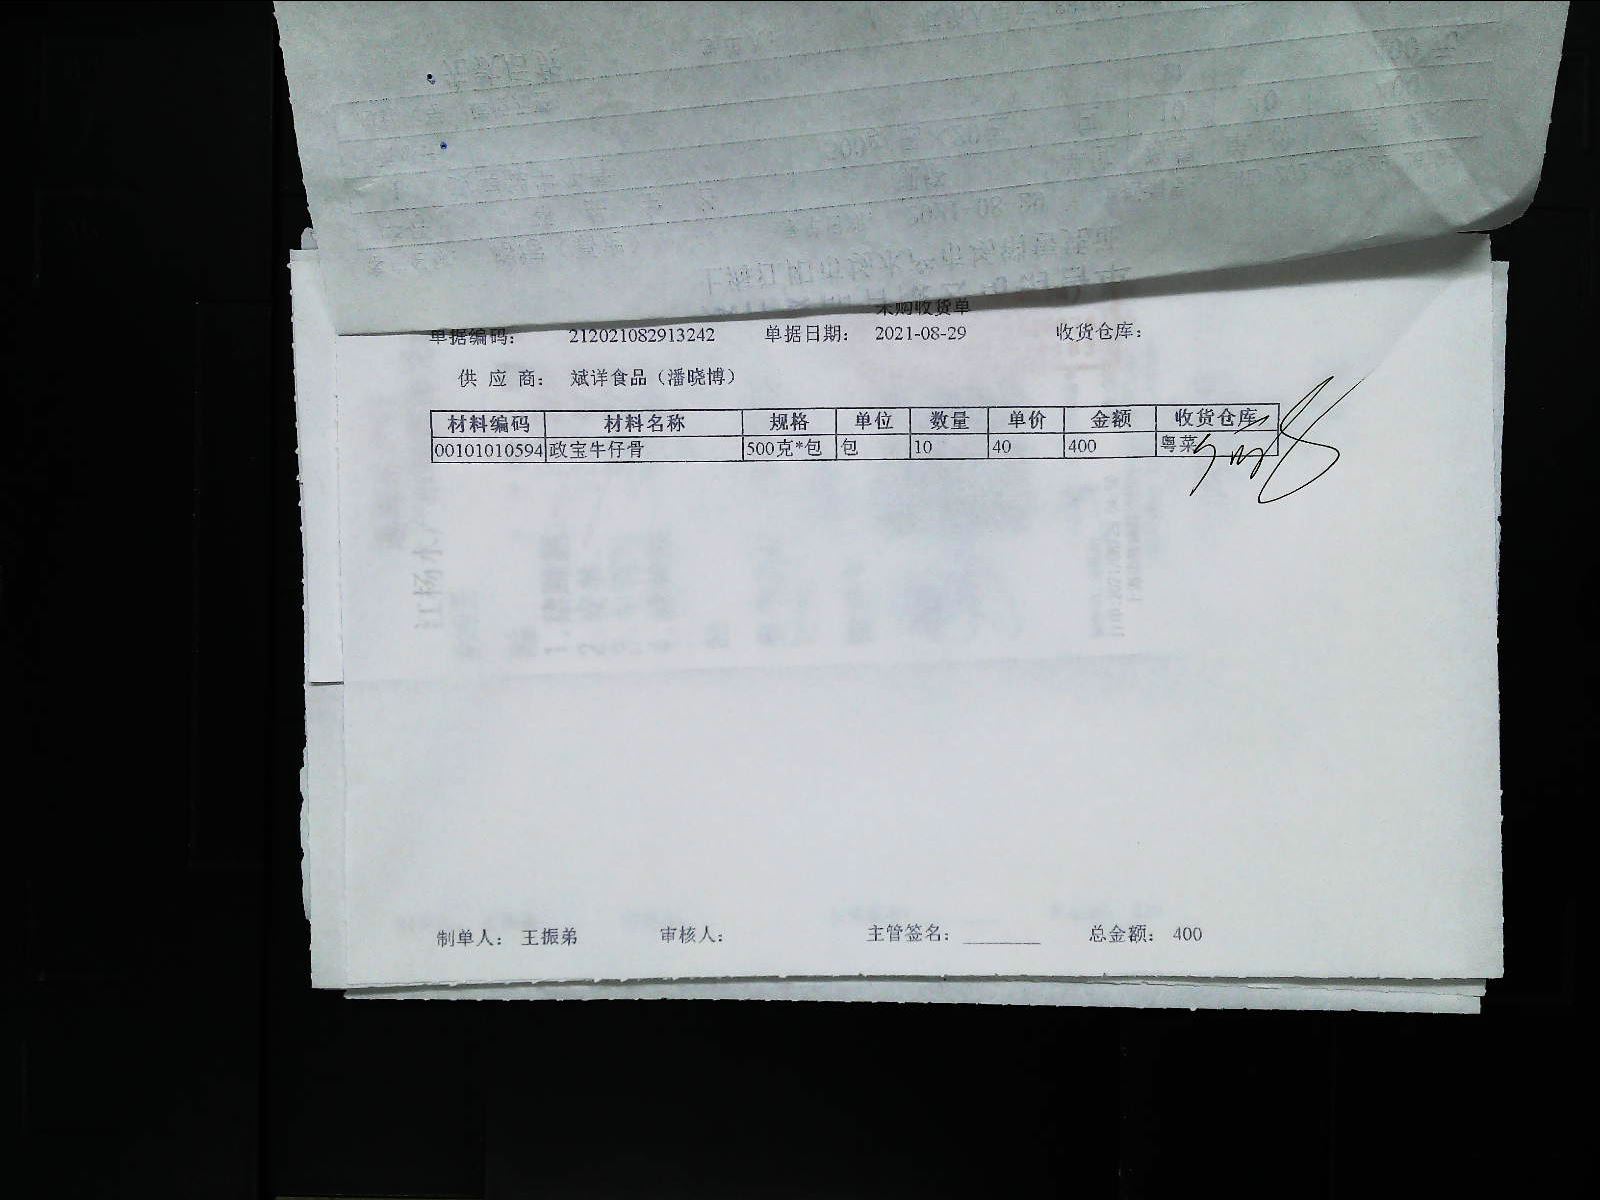 采购收货单
单据编码: 212021082913242 单据日期: 2021-08-29 收货仓库:
供 应 商: 斌详食品（潘晓博）
材料编码 材料名称 规格 单位 数量 单价 金额 收货仓库
00101010594 政宝牛仔骨 500克*包 包 10 40 400 粤菜
制单人: 王振弟 审核人: 主管签名: ________ 总金额: 400